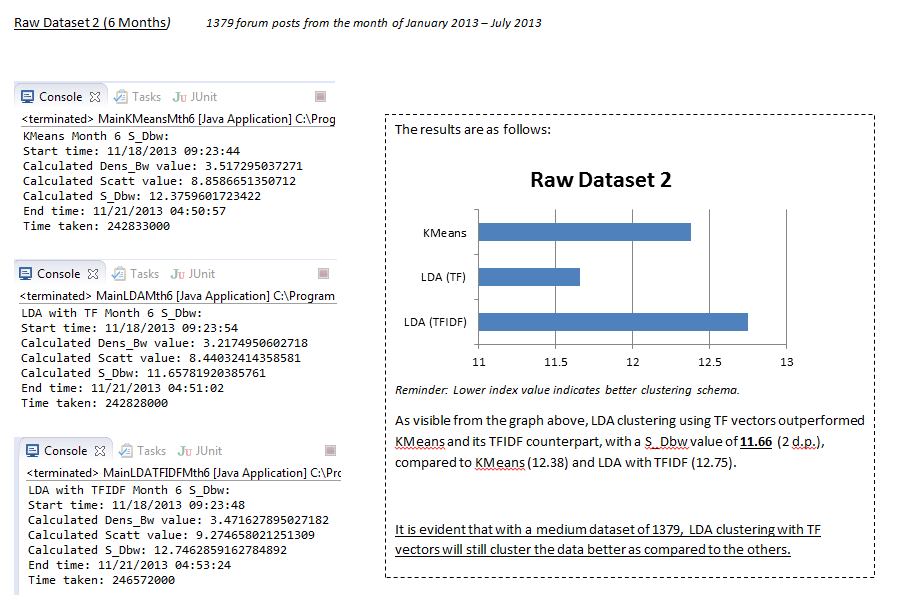 Raw Dataset 2 (6 Months)
1379 forum posts from the month of January 2013 – July 2013
Console Tasks JUnit
<terminated> MainKMeansMth6 [Java Application] C:\Prog
KMeans Month 6 S_Dbw:
Start time: 11/18/2013 09:23:44
Calculated Dens_Bw value: 3.517295037271
Calculated Scatt value: 8.8586651350712
Calculated S_Dbw: 12.3759601723422
End time: 11/21/2013 04:50:57
Time taken: 242833000
Console Tasks JUnit
<terminated> MainLDAMth6 [Java Application] C:\Program
LDA with TF Month 6 S_Dbw:
Start time: 11/18/2013 09:23:54
Calculated Dens_Bw value: 3.2174950602718
Calculated Scatt value: 8.44032414358581
Calculated S_Dbw: 11.65781920385761
End time: 11/21/2013 04:51:02
Time taken: 242828000
Console Tasks JUnit
<terminated> MainLDATFIDFMth6 [Java Application] C:\Prc
LDA with TFIDF Month 6 S_Dbw:
Start time: 11/18/2013 09:23:48
Calculated Dens_Bw value: 3.471627895027182
Calculated Scatt value: 9.274658021251309
Calculated S_Dbw: 12.7462859162784892
End time: 11/21/2013 04:53:24
Time taken: 246572000
The results are as follows:
Raw Dataset 2
KMeans
LDA (TF)
LDA (TFIDF)
11 11.5 12 12.5 13
Reminder: Lower index value indicates better clustering schema.
As visible from the graph above, LDA clustering using TF vectors outperformed
KMeans and its TFIDF counterpart, with a S_Dbw value of 11.66 (2 d.p.),
compared to KMeans (12.38) and LDA with TFIDF (12.75).
It is evident that with a medium dataset of 1379, LDA clustering with TF
vectors will still cluster the data better as compared to the others.